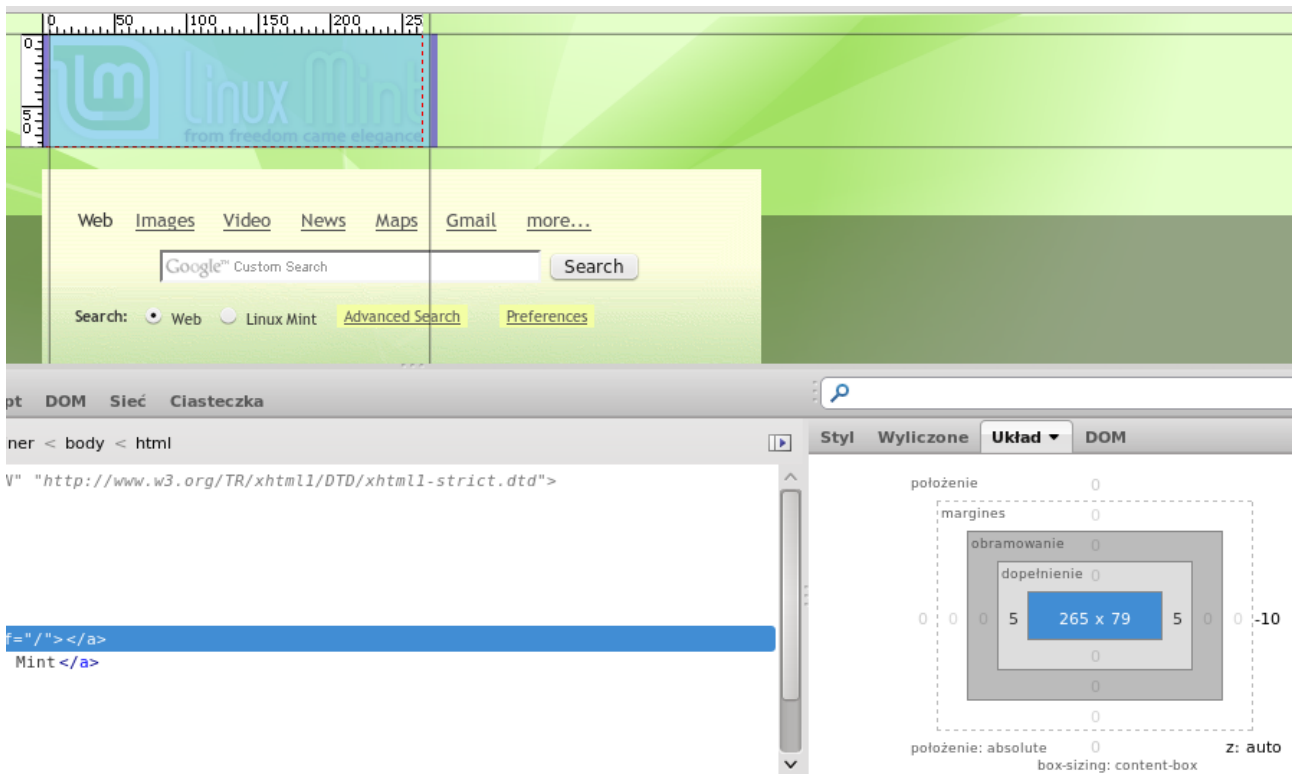 0 50 100 150 200 25
0
50
Linux Mint
from freedom came elegance
Web Images Video News Maps Gmail more...
Google™ Custom Search Search
Search: Web Linux Mint Advanced Search Preferences
pt DOM Sieć Ciasteczka
ner < body < html
Styl Wyliczone Układ ▾ DOM
" "http://www.w3.org/TR/xhtml1/DTD/xhtml1-strict.dtd">
f="/"></a>
Mint</a>
położenie 0
margines 0
obramowanie 0
dopełnienie 0
0 0 0 5 265 x 79 5 0 0 -10
0
0
0
położenie: absolute 0 z: auto
box-sizing: content-box